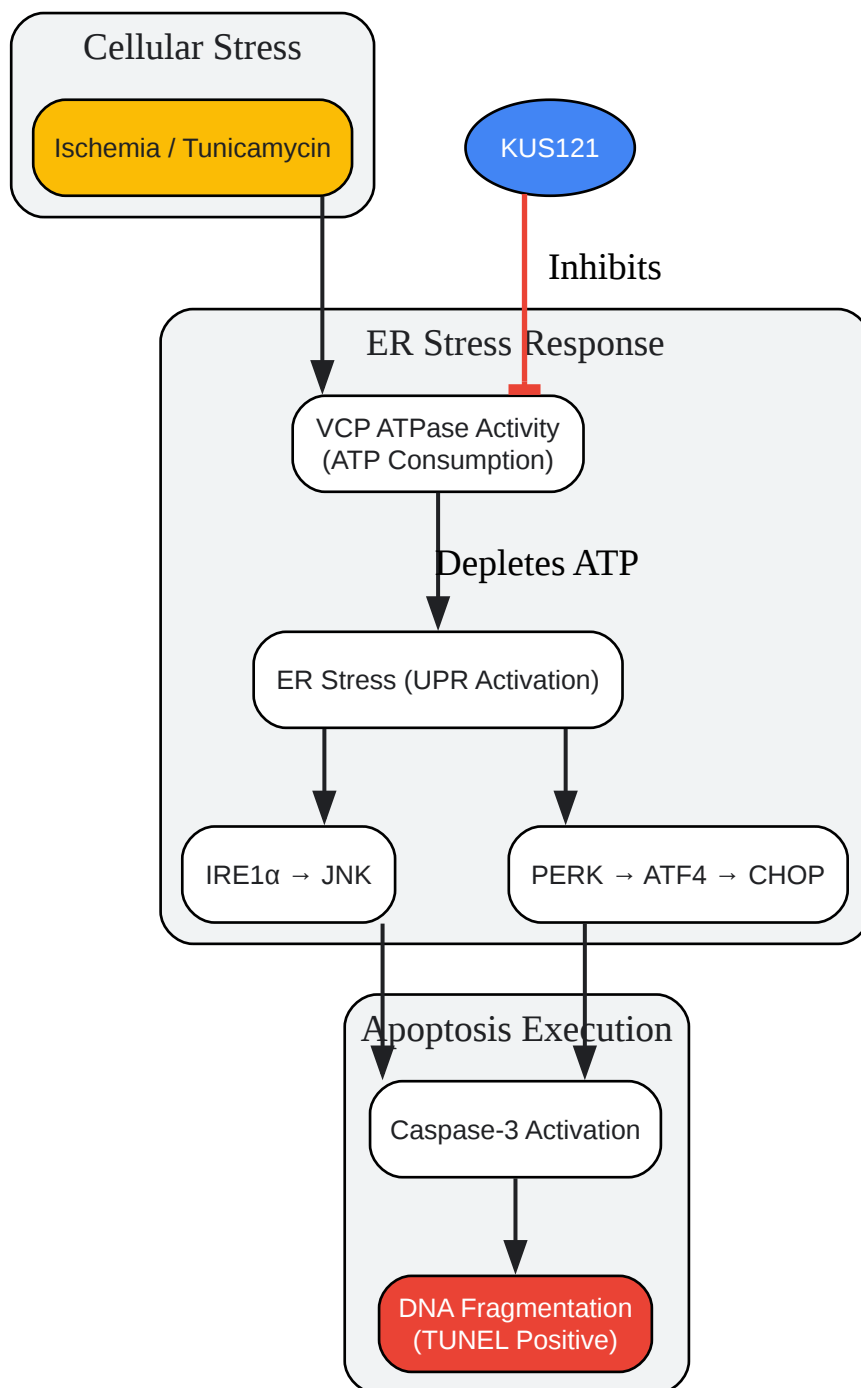 Cellular Stress
Ischemia / Tunicamycin
KUS121
Inhibits
ER Stress Response
VCP ATPase Activity
(ATP Consumption)
Depletes ATP
ER Stress (UPR Activation)
IRE1α → JNK
PERK → ATF4 → CHOP
Apoptosis Execution
Caspase-3 Activation
DNA Fragmentation
(TUNEL Positive)